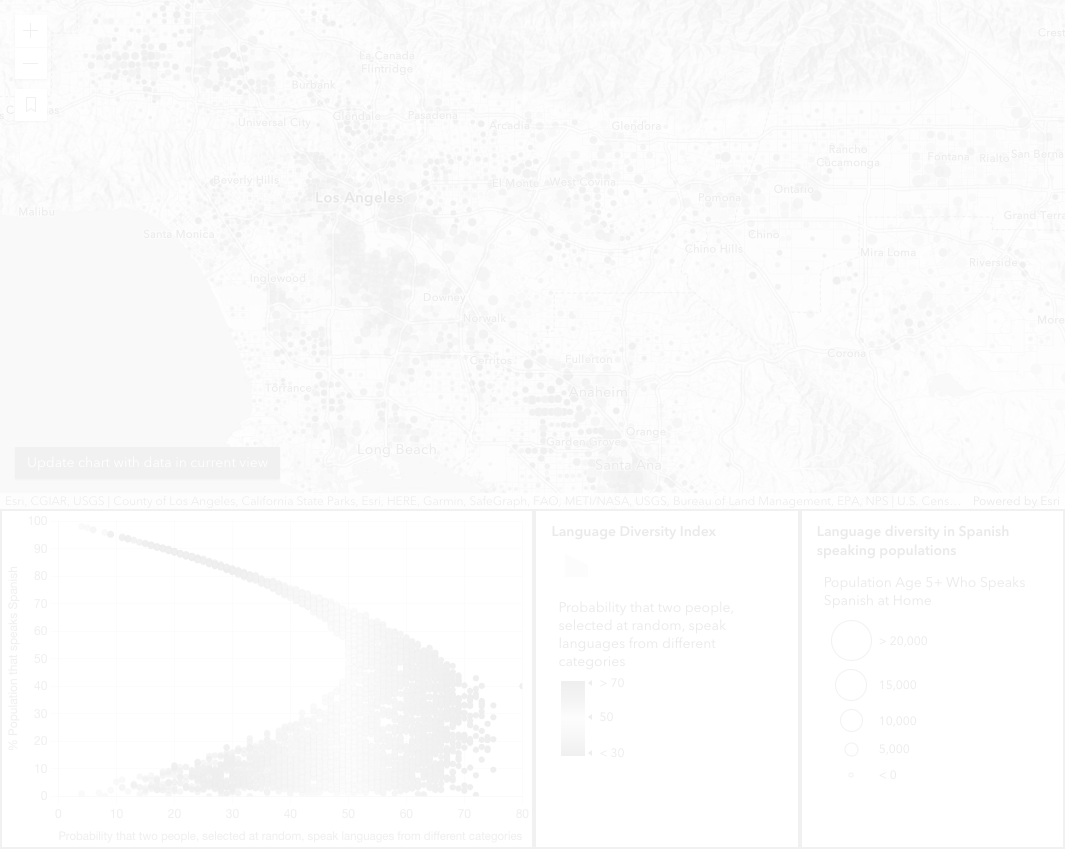 Crest
La Cañada
Flintridge
Burbank
Universal City
Glendale
Pasadena
Arcadia
Glendora
Rancho
Cucamonga
Fontana
Rialto
San Berna
Beverly Hills
Los Angeles
El Monte
West Covina
Pomona
Ontario
Malibu
Santa Monica
Grand Terra
Chino
Chino Hills
Mira Loma
Riverside
Inglewood
Downey
Norwalk
More
Cerritos
Fullerton
Corona
Torrance
Anaheim
Long Beach
Garden Grove
Orange
Santa Ana
Update chart with data in current view
Esri, CGIAR, USGS | County of Los Angeles, California State Parks, Esri, HERE, Garmin, SafeGraph, FAO, METI/NASA, USGS, Bureau of Land Management, EPA, NPS | U.S. Cens… Powered by Esri
100
90
80
70
60
50
40
30
20
10
0
% Population that speaks Spanish
0 10 20 30 40 50 60 70 80
Probability that two people, selected at random, speak languages from different categories
Language Diversity Index
Probability that two people,
selected at random, speak
languages from different
categories
> 70
50
< 30
Language diversity in Spanish
speaking populations
Population Age 5+ Who Speaks
Spanish at Home
> 20,000
15,000
10,000
5,000
< 0